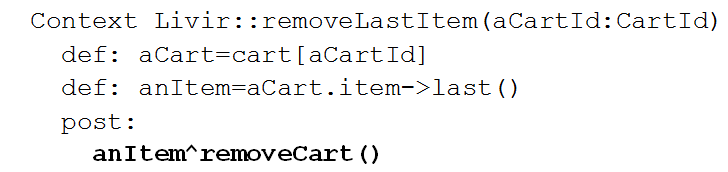 Context Livir::removeLastItem(aCartId:CartId)
def: aCart=cart[aCartId]
def: anItem=aCart.item->last()
post:
anItem^removeCart()